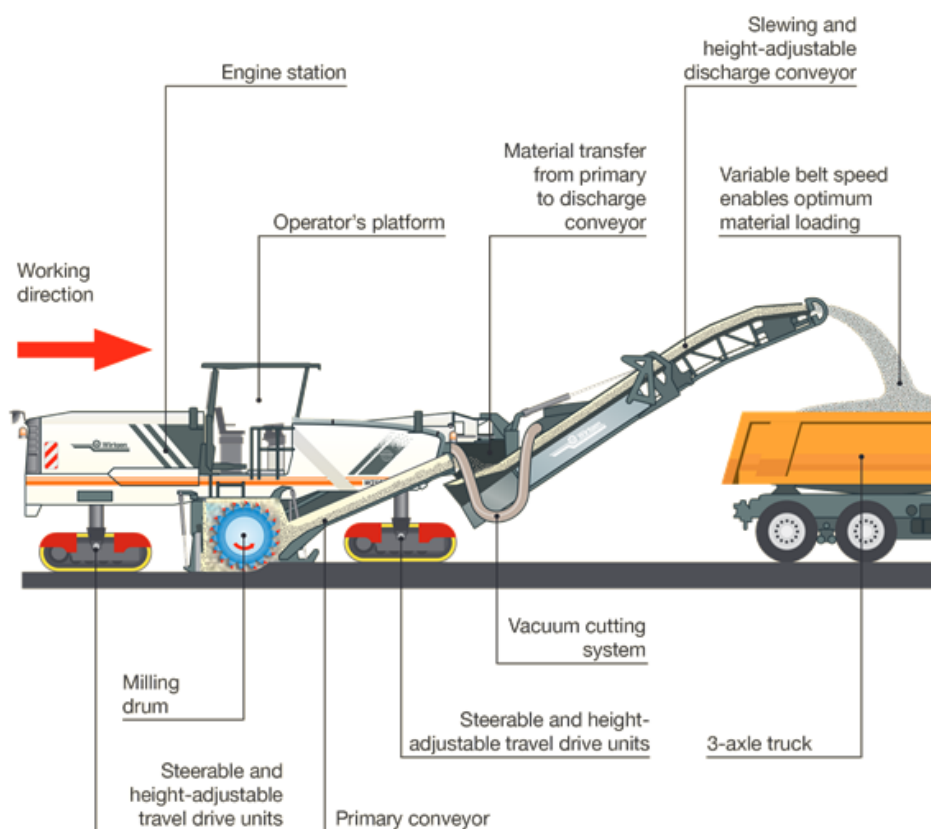 Slewing and
height-adjustable
discharge conveyor
Engine station
Material transfer
from primary
to discharge
conveyor
Variable belt speed
enables optimum
material loading
Operator's platform
Working
direction
Vacuum cutting
system
Milling
drum
Steerable and height-
adjustable travel drive units
3-axle truck
Steerable and
height-adjustable
travel drive units
Primary conveyor